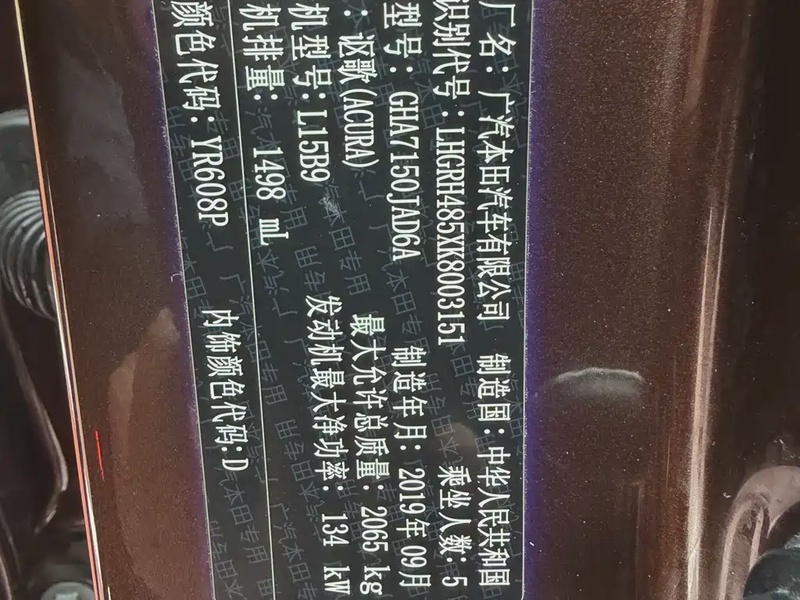 厂名：广汽本田汽车有限公司 制造国：中华人民共和国
识别代号：LHGRH485XK8003151 乘坐人数：5
型号：GHA7150JAD6A 制造年月：2019年09月
：讴歌(ACURA) 最大允许总质量：2065 kg
机型号：L15B9 发动机最大净功率：134 kW
机排量：1498 mL
颜色代码：YR608P 内饰颜色代码:D